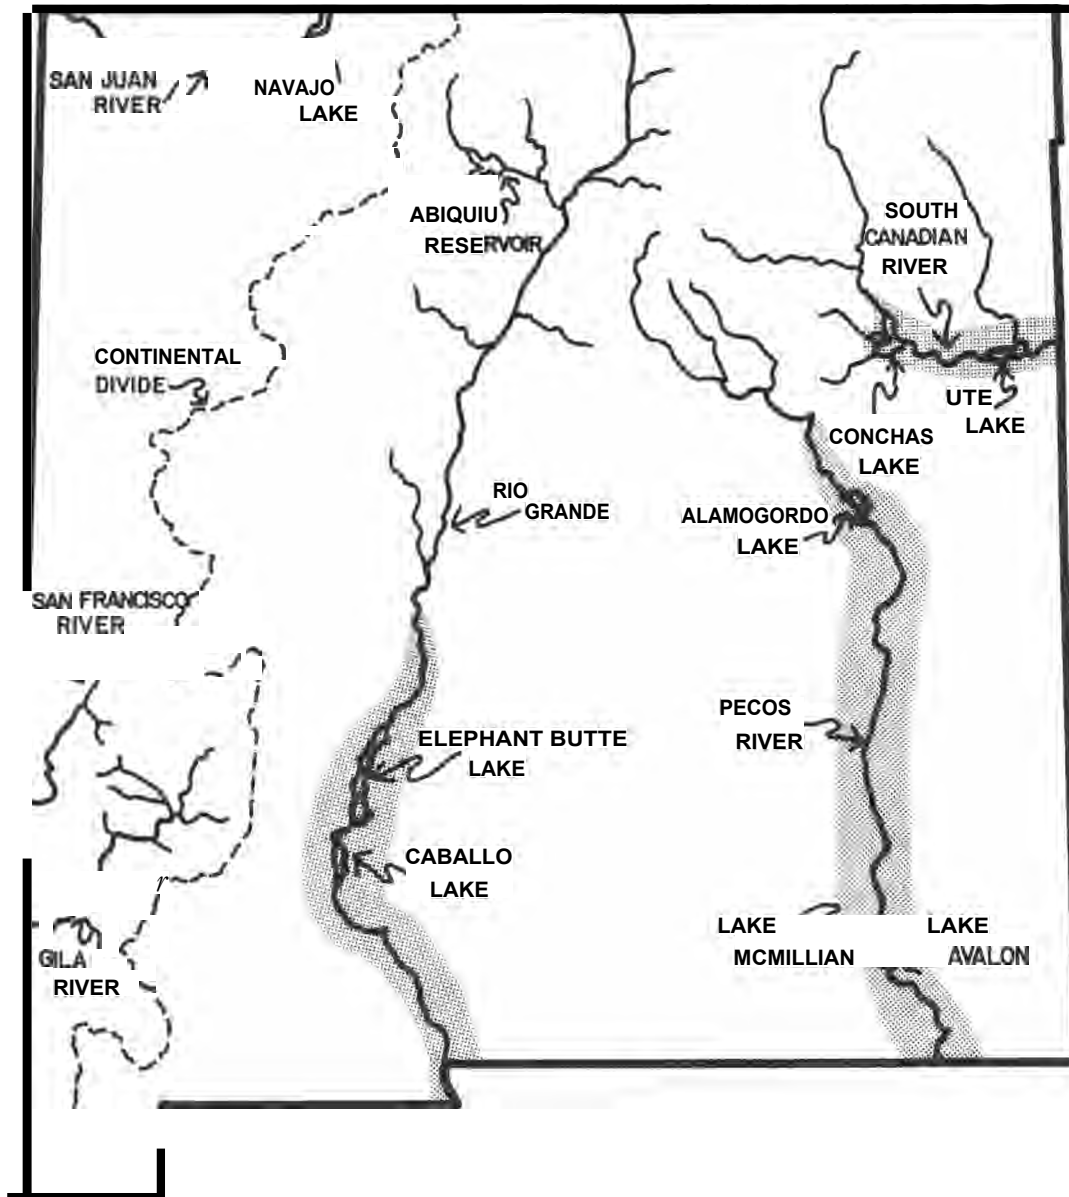 SAN JUAN
RIVER
NAVAJO
LAKE
ABIQUIU
RESERVOIR
SOUTH
CANADIAN
RIVER
CONTINENTAL
DIVIDE
UTE
LAKE
CONCHAS
LAKE
RIO
GRANDE
ALAMOGORDO
LAKE
SAN FRANCISCO
RIVER
PECOS
RIVER
ELEPHANT BUTTE
LAKE
CABALLO
LAKE
r
LAKE
MCMILLIAN
LAKE
AVALON
GILA
RIVER